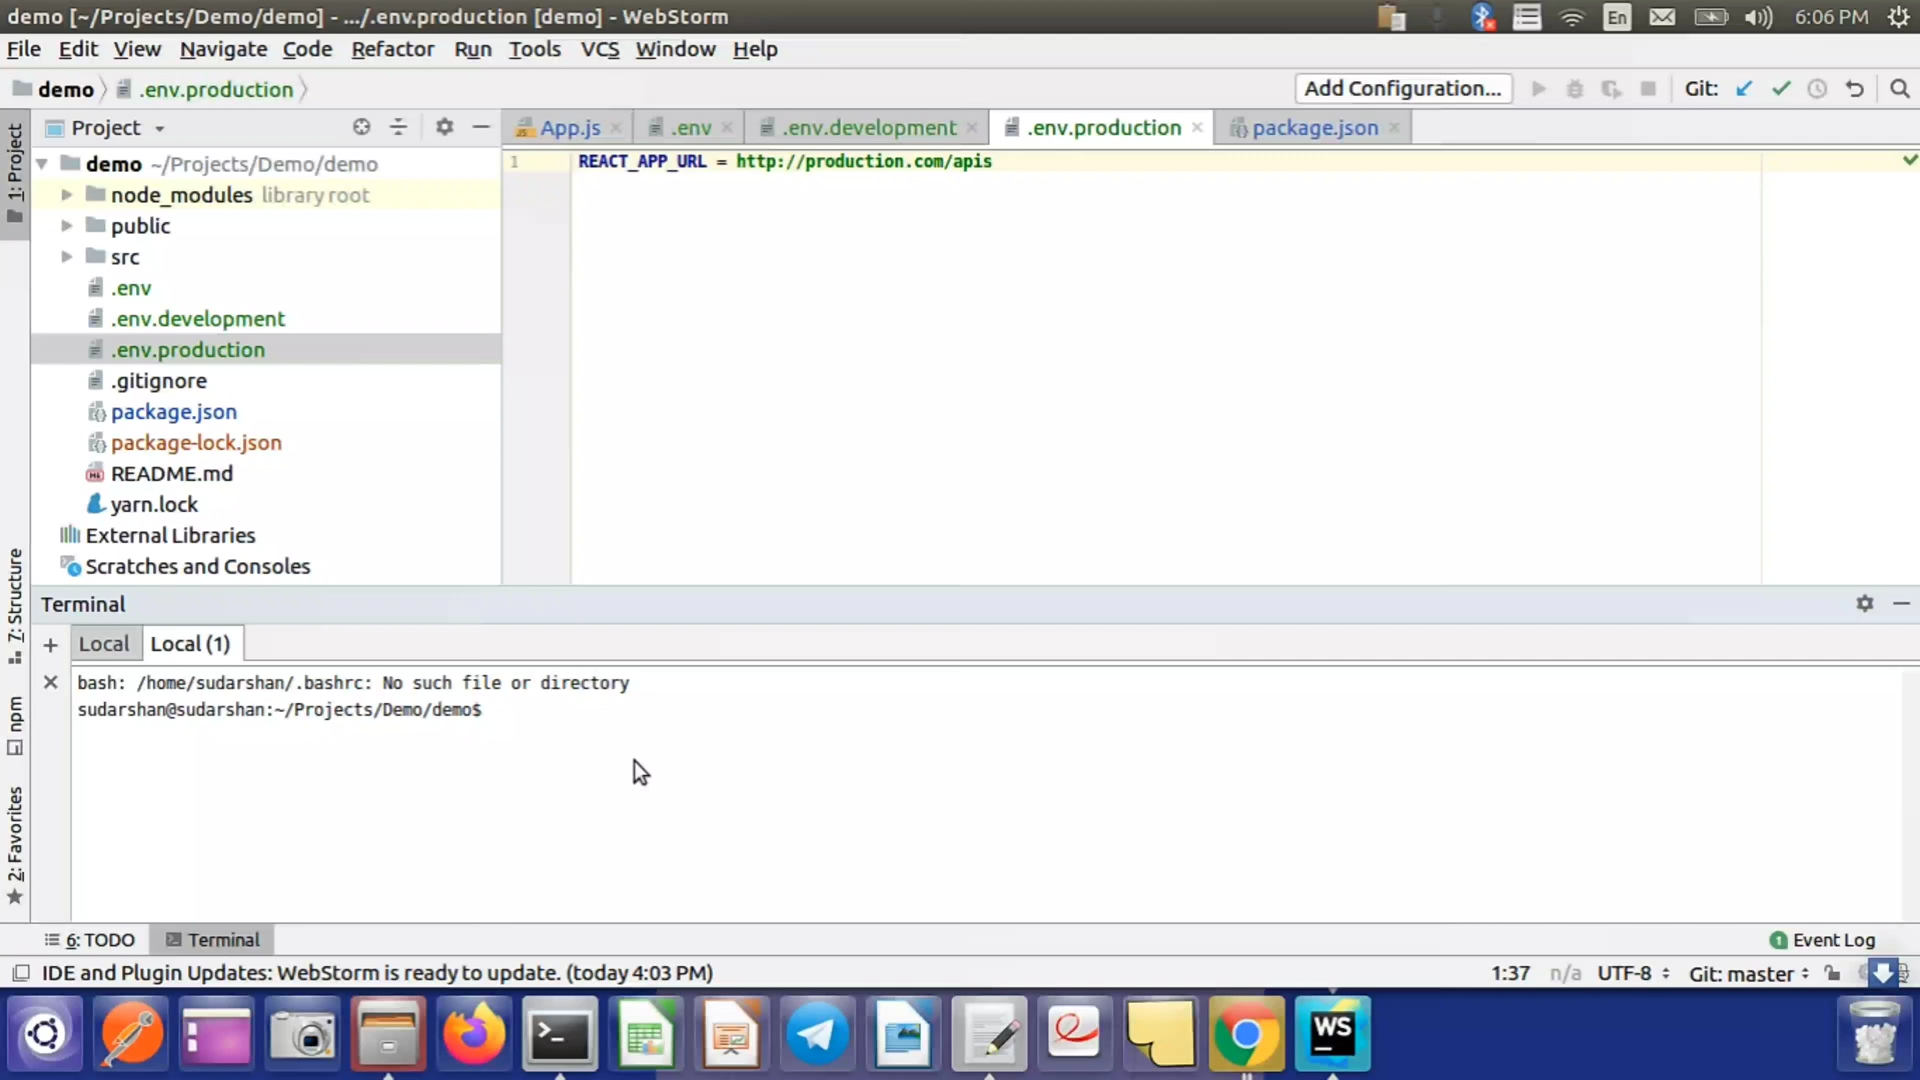 demo [~/Projects/Demo/demo] - .../.env.production [demo] - WebStorm
En
6:06 PM
File Edit View Navigate Code Refactor Run Tools VCS Window Help
demo .env.production
Add Configuration...
Git:
1: Project
Project
App.js
.env
.env.development
.env.production
package.json
demo ~/Projects/Demo/demo
node_modules library root
public
src
.env
.env.development
.env.production
.gitignore
package.json
package-lock.json
README.md
yarn.lock
External Libraries
Scratches and Consoles
1
REACT_APP_URL = http://production.com/apis
7: Structure
npm
2: Favorites
Terminal
+ Local Local (1)
bash: /home/sudarshan/.bashrc: No such file or directory
sudarshan@sudarshan:~/Projects/Demo/demo$
6: TODO
Terminal
1 Event Log
IDE and Plugin Updates: WebStorm is ready to update. (today 4:03 PM)
1:37 n/a UTF-8 Git: master
WS